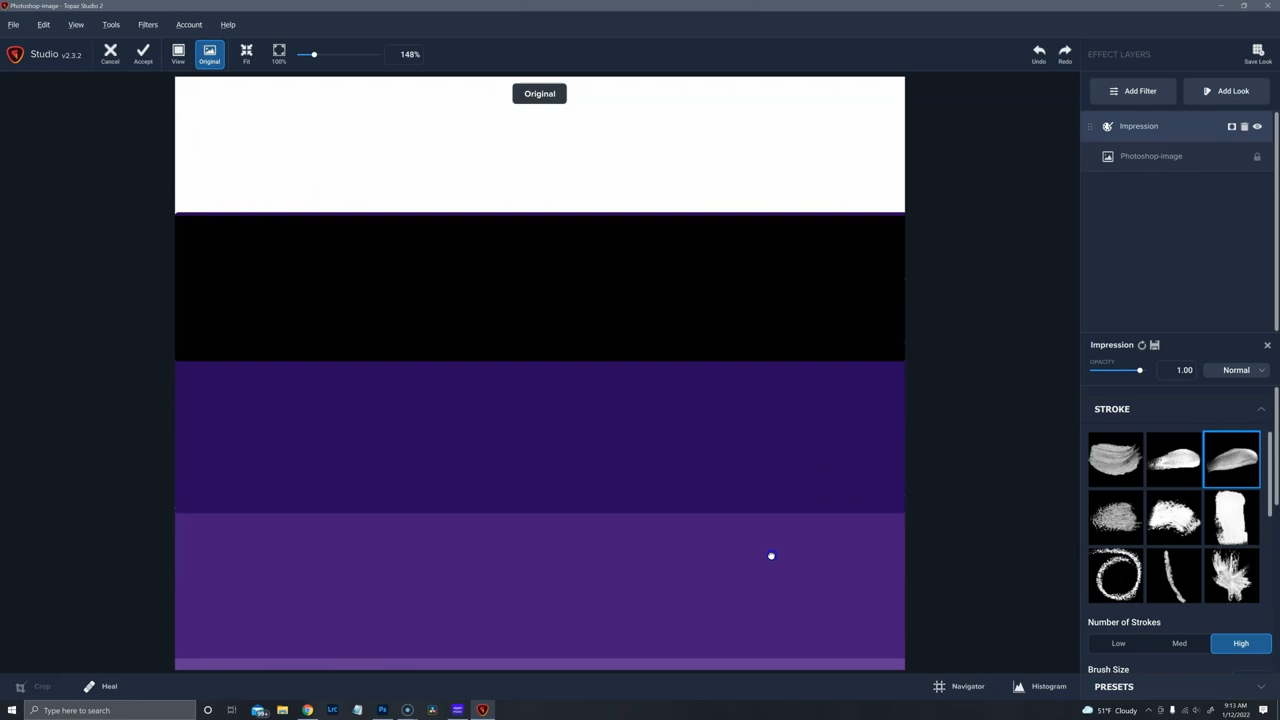 Photoshop-image - Topaz Studio 2
File Edit View Tools Filters Account Help
Studio v2.3.2
Cancel Accept View Original Fit 100% 148% Undo Redo
EFFECT LAYERS Save Look
Original
Add Filter Add Look
Impression
Photoshop-image
Impression
OPACITY
1.00 Normal
STROKE
Number of Strokes
Low Med High
Brush Size
Crop Heal Navigator Histogram PRESETS
Type here to search
99+
Lr
Ps
51°F Cloudy
9:13 AM
1/12/2022